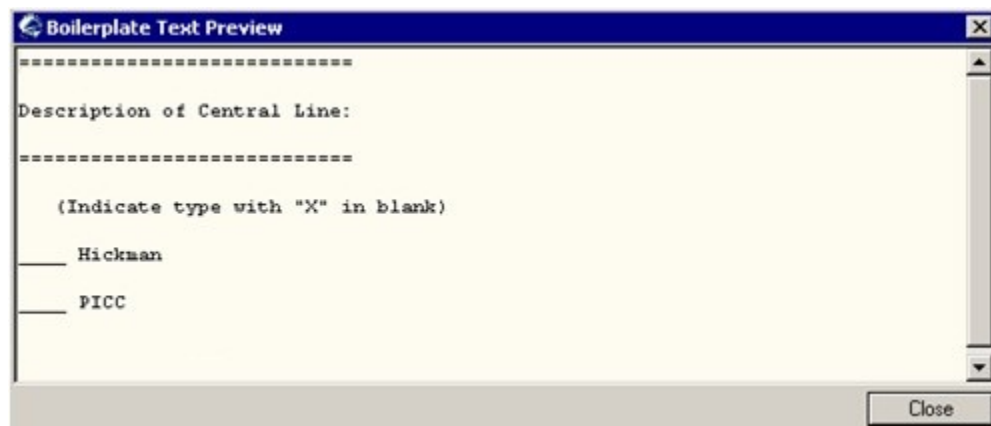 Boilerplate Text Preview
============================
Description of Central Line:
============================
(Indicate type with "X" in blank)
____ Hickman
____ PICC
Close